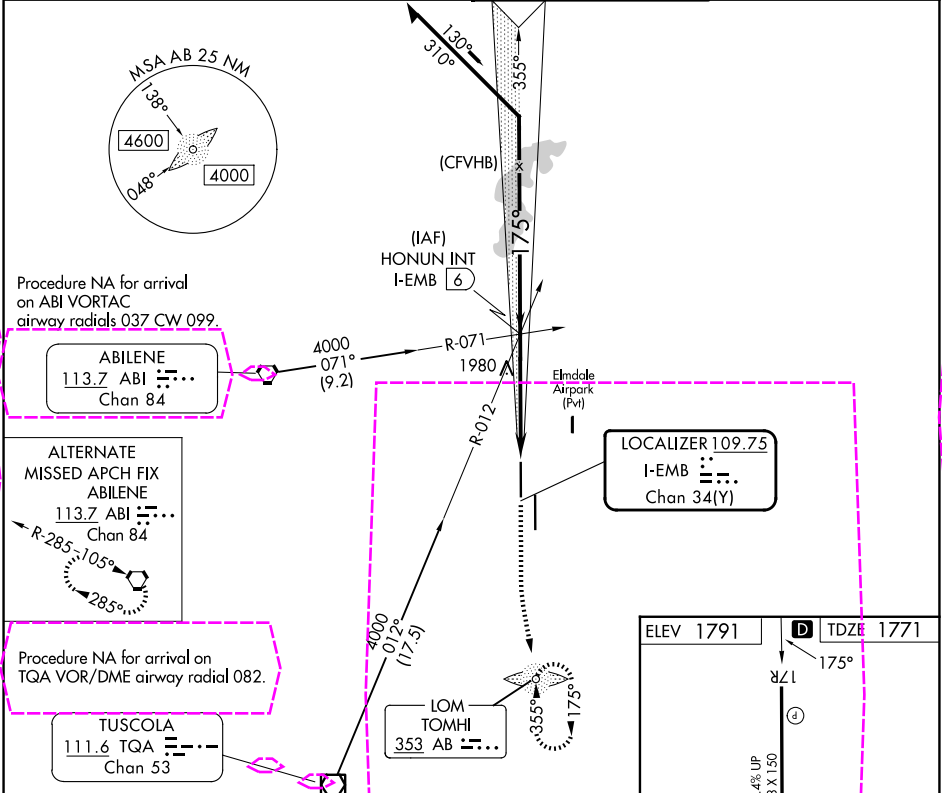 MSA AB 25 NM
138°
4600
048°
4000
130°
310°
355°
(CFVHB)
X
175°
(IAF)
HONUN INT
I-EMB 6
Procedure NA for arrival
on ABI VORTAC
airway radials 037 CW 099.
ABILENE
113.7 ABI
Chan 84
4000
071°
(9.2)
R-071
1980
R-012
Elmdale
Airpark
(Pvt)
LOCALIZER 109.75
I-EMB
Chan 34(Y)
ALTERNATE
MISSED APCH FIX
ABILENE
113.7 ABI
Chan 84
R-285
105°
285°
4000
012°
(17.5)
Procedure NA for arrival on
TQA VOR/DME airway radial 082.
TUSCOLA
111.6 TQA
Chan 53
LOM
TOMHI
353 AB
355°
175°
ELEV 1791
D
TDZE 1771
175°
17R
P
4% UP
X 150